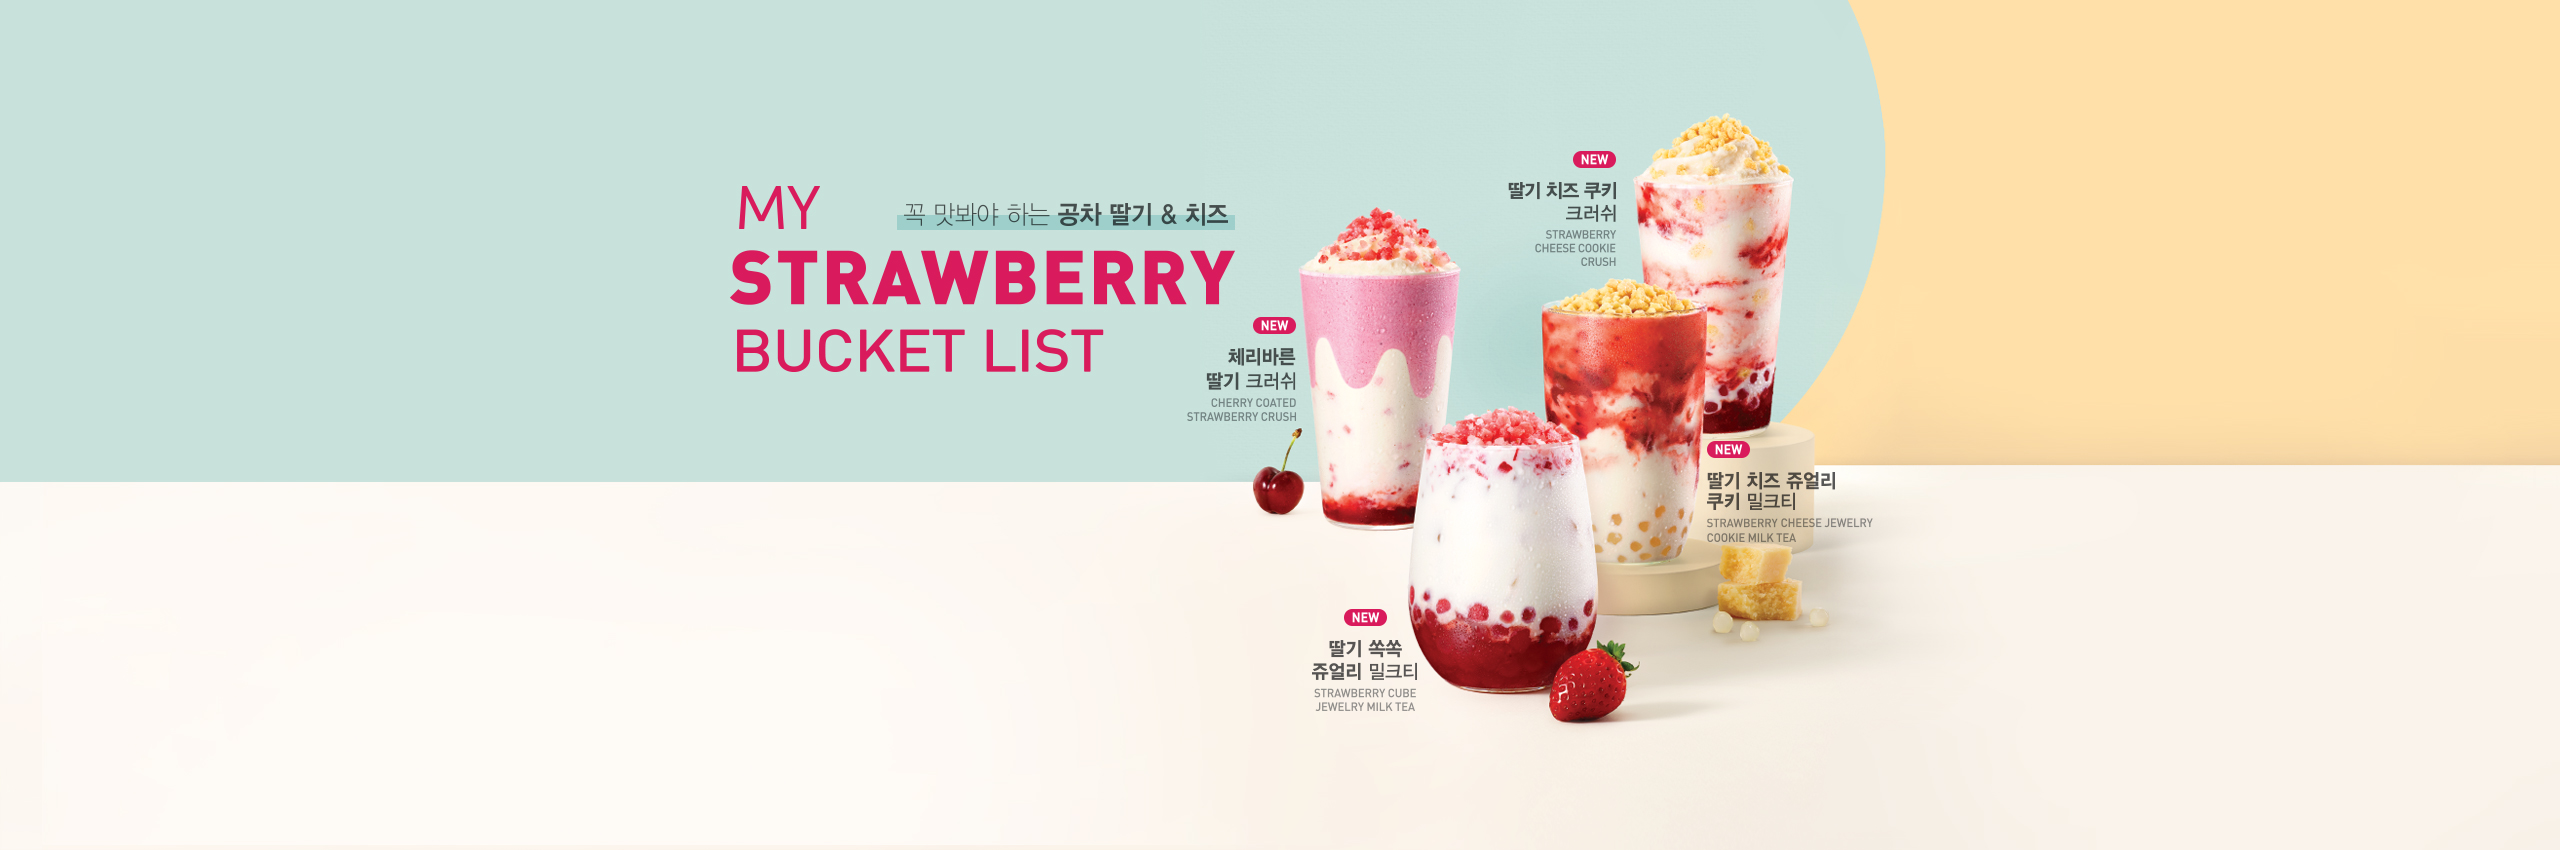 MY
꼭 맛봐야 하는 공차 딸기 & 치즈
STRAWBERRY
BUCKET LIST
NEW
체리바른
딸기 크러쉬
CHERRY COATED
STRAWBERRY CRUSH
NEW
딸기 치즈 쿠키
크러쉬
STRAWBERRY
CHEESE COOKIE
CRUSH
NEW
딸기 치즈 쥬얼리
쿠키 밀크티
STRAWBERRY CHEESE JEWELRY
COOKIE MILK TEA
NEW
딸기 쏙쏙
쥬얼리 밀크티
STRAWBERRY CUBE
JEWELRY MILK TEA